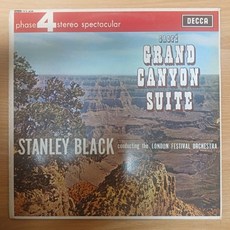 phase 4 stereo spectacular
DECCA
GROFÉ
GRAND
CANYON
SUITE
STANLEY BLACK
conducting the LONDON FESTIVAL ORCHESTRA